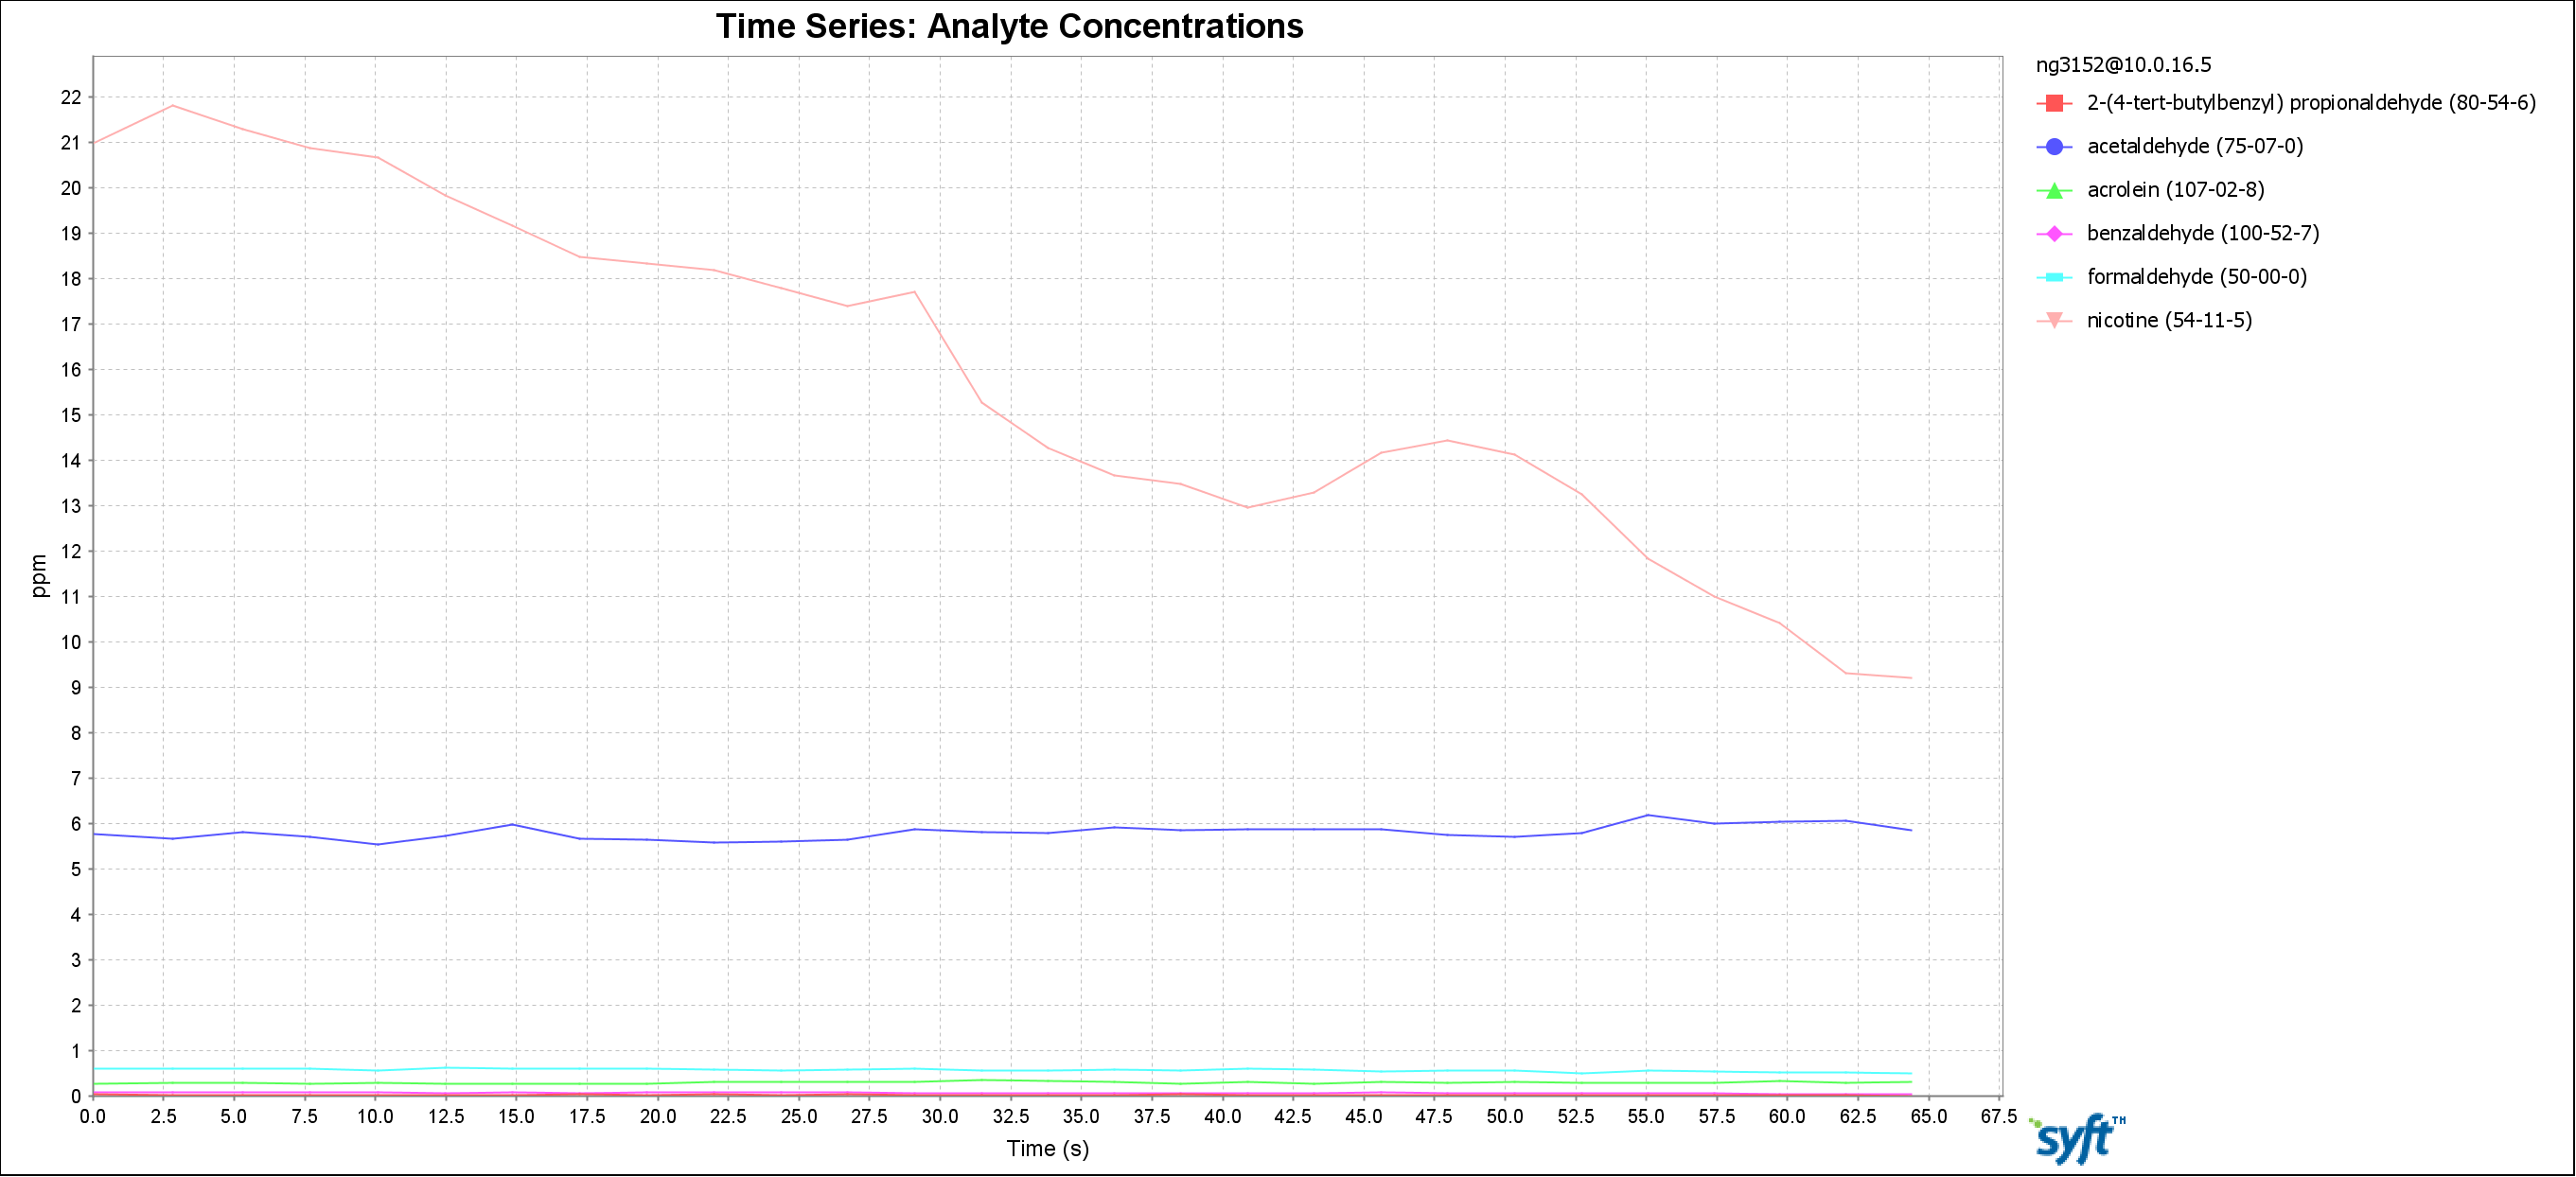 Time Series: Analyte Concentrations
ng3152@10.0.16.5
2-(4-tert-butylbenzyl) propionaldehyde (80-54-6)
acetaldehyde (75-07-0)
acrolein (107-02-8)
benzaldehyde (100-52-7)
formaldehyde (50-00-0)
nicotine (54-11-5)
22
21
20
19
18
17
16
15
14
13
12
11
10
9
8
7
6
5
4
3
2
1
0
ppm
0.0 2.5 5.0 7.5 10.0 12.5 15.0 17.5 20.0 22.5 25.0 27.5 30.0 32.5 35.0 37.5 40.0 42.5 45.0 47.5 50.0 52.5 55.0 57.5 60.0 62.5 65.0 67.5
Time (s)
syft™